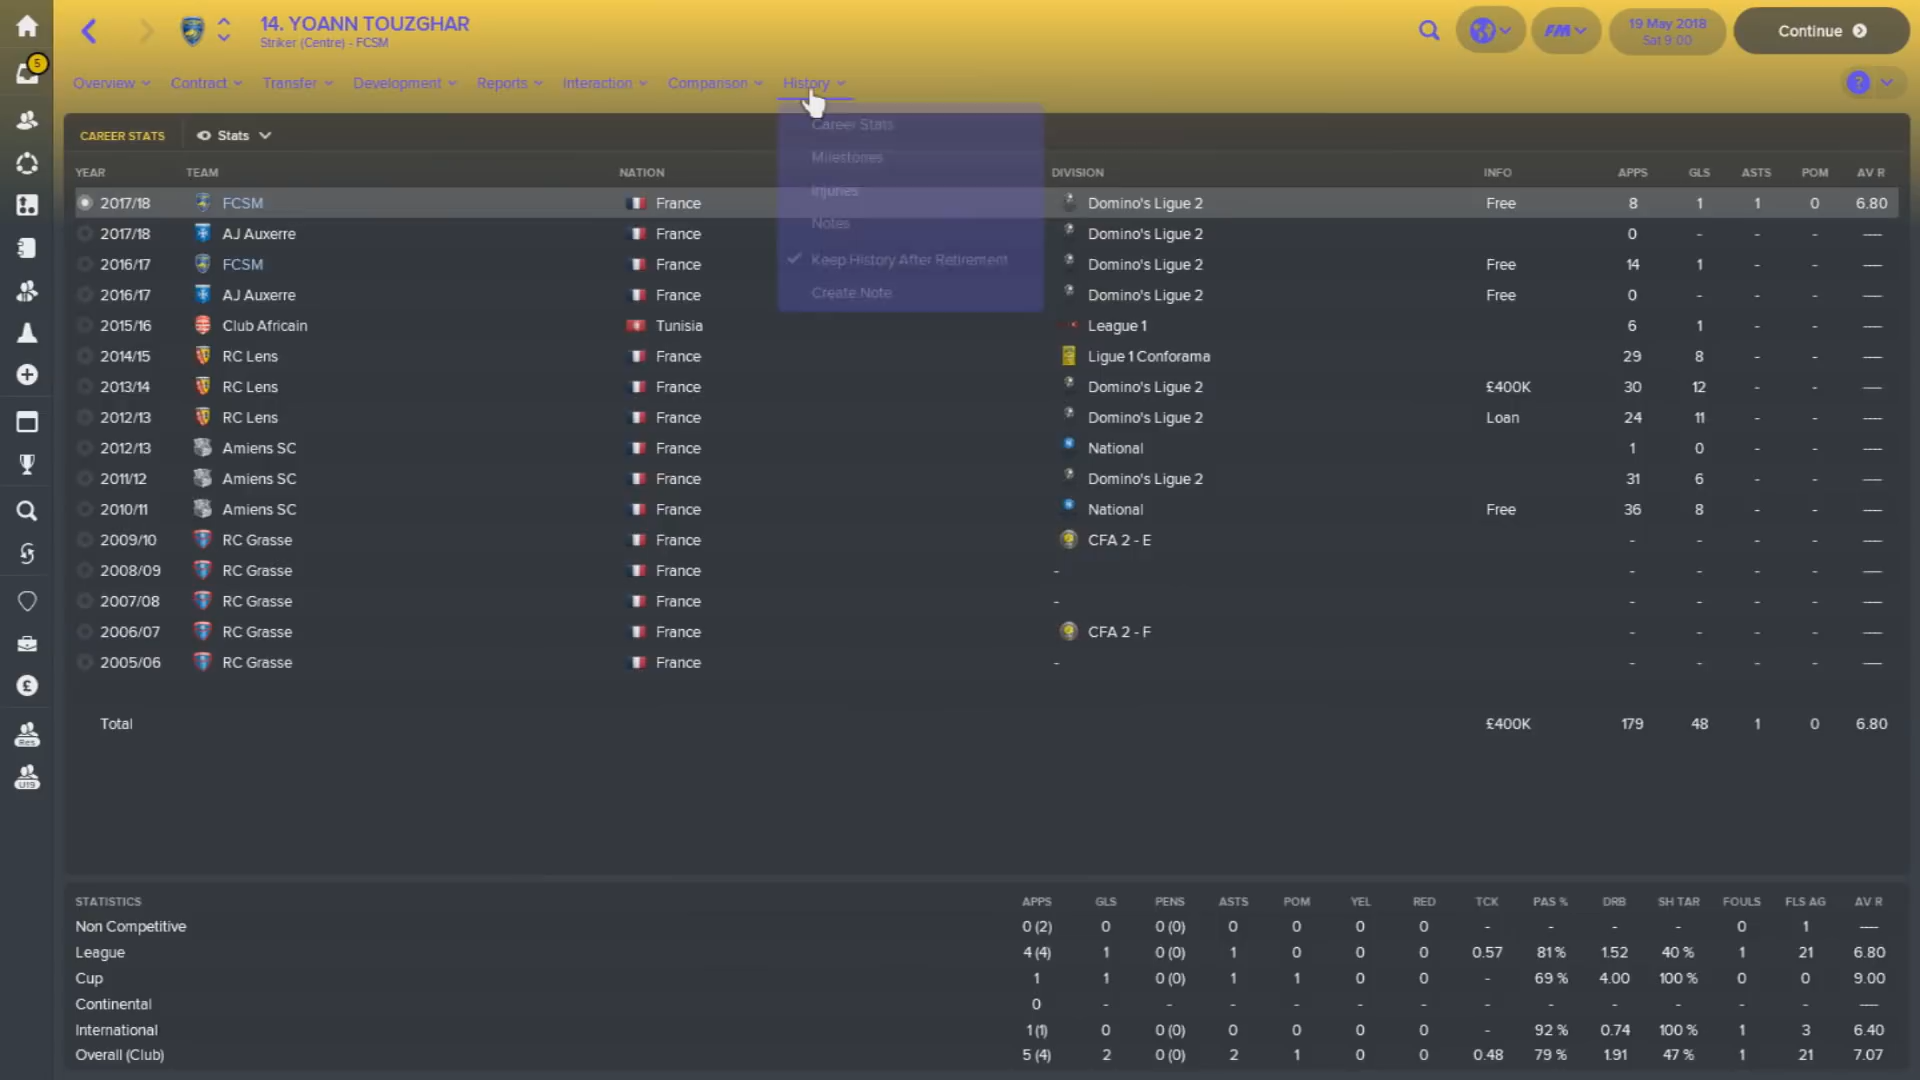 14. YOANN TOUZGHAR
Striker (Centre) - FCSM
FM
19 May 2018
Sat 9:00
Continue
5
Overview Contract Transfer Development Reports Interaction Comparison History
?
Career Stats
Milestones
Injuries
Notes
Keep History After Retirement
Create Note
CAREER STATS Stats
YEAR TEAM NATION DIVISION INFO APPS GLS ASTS POM AV R
2017/18 FCSM France Domino's Ligue 2 Free 8 1 1 0 6.80
2017/18 AJ Auxerre France Domino's Ligue 2 0 - - - ---
2016/17 FCSM France Domino's Ligue 2 Free 14 1 - - ---
2016/17 AJ Auxerre France Domino's Ligue 2 Free 0 - - - ---
2015/16 Club Africain Tunisia League 1 6 1 - - ---
2014/15 RC Lens France Ligue 1 Conforama 29 8 - - ---
2013/14 RC Lens France Domino's Ligue 2 £400K 30 12 - - ---
2012/13 RC Lens France Domino's Ligue 2 Loan 24 11 - - ---
2012/13 Amiens SC France National 1 0 - - ---
2011/12 Amiens SC France Domino's Ligue 2 31 6 - - ---
2010/11 Amiens SC France National Free 36 8 - - ---
2009/10 RC Grasse France CFA 2 - E - - - - ---
2008/09 RC Grasse France - - - - - ---
2007/08 RC Grasse France - - - - - ---
2006/07 RC Grasse France CFA 2 - F - - - - ---
2005/06 RC Grasse France - - - - - ---
Total £400K 179 48 1 0 6.80
Res
U19
STATISTICS APPS GLS PENS ASTS POM YEL RED TCK PAS % DRB SH TAR FOULS FLS AG AV R
Non Competitive 0 (2) 0 0 (0) 0 0 0 0 - - - - 0 1 ---
League 4 (4) 1 0 (0) 1 0 0 0 0.57 81 % 1.52 40 % 1 21 6.80
Cup 1 1 0 (0) 1 1 0 0 - 69 % 4.00 100 % 0 0 9.00
Continental 0 - - - - - - - - - - - - ---
International 1 (1) 0 0 (0) 0 0 0 0 - 92 % 0.74 100 % 1 3 6.40
Overall (Club) 5 (4) 2 0 (0) 2 1 0 0 0.48 79 % 1.91 47 % 1 21 7.07